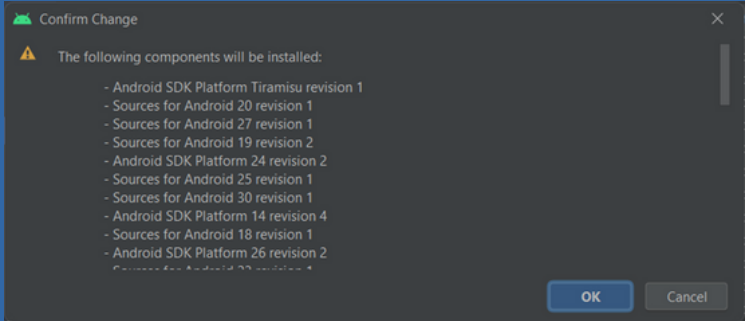 Confirm Change
The following components will be installed:
- Android SDK Platform Tiramisu revision 1
- Sources for Android 20 revision 1
- Sources for Android 27 revision 1
- Sources for Android 19 revision 2
- Android SDK Platform 24 revision 2
- Sources for Android 25 revision 1
- Sources for Android 30 revision 1
- Android SDK Platform 14 revision 4
- Sources for Android 18 revision 1
- Android SDK Platform 26 revision 2
OK
Cancel